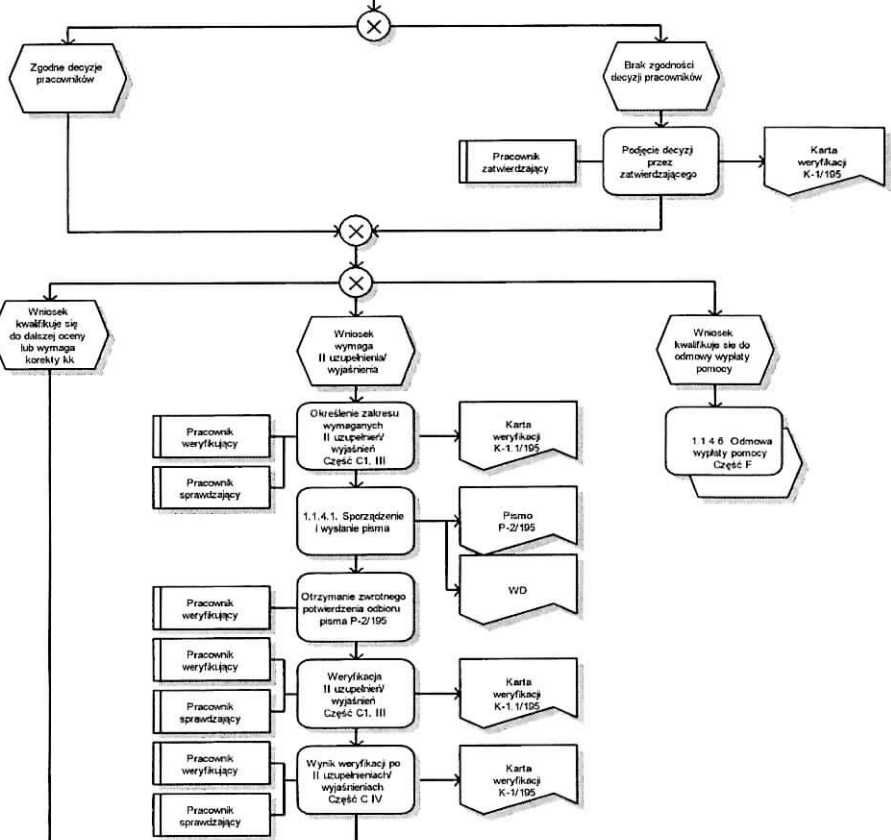 Zgodne decyzje
pracowników
Brak zgodności
decyzji pracowników
Pracownik
zatwierdzający
Podjęcie decyzji
przez
zatwierdzającego
Karta
weryfikacji
K-1/195
Wniosek
kwalifikuje się
do dalszej oceny
lub wymaga
korekty kk
Wniosek
wymaga
II uzupełnienia/
wyjaśnienia
Wniosek
kwalifikuje się do
odmowy wypłaty
pomocy
Pracownik
weryfikujący
Pracownik
sprawdzający
Określenie zakresu
wymaganych
II uzupełnień/
wyjaśnień
Część C1, III
Karta
weryfikacji
K-1.1/195
1.1.4.6. Odmowa
wypłaty pomocy
Część F
1.1.4.1. Sporządzenie
i wysłanie pisma
Pismo
P-2/195
WD
Pracownik
weryfikujący
Otrzymanie zwrotnego
potwierdzenia odbioru
pisma P-2/195
Pracownik
weryfikujący
Pracownik
sprawdzający
Weryfikacja
II uzupełnień/
wyjaśnień
Część C1, III
Karta
weryfikacji
K-1.1/195
Pracownik
weryfikujący
Pracownik
sprawdzający
Wynik weryfikacji po
II uzupełnieniach/
wyjaśnieniach
Część C IV
Karta
weryfikacji
K-1/195